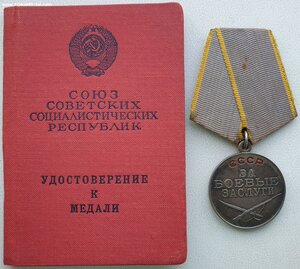 СОЮЗ
СОВЕТСКИХ
СОЦИАЛИСТИЧЕСКИХ
РЕСПУБЛИК
УДОСТОВЕРЕНИЕ
К
МЕДАЛИ
СССР
ЗА
БОЕВЫЕ
ЗАСЛУГИ